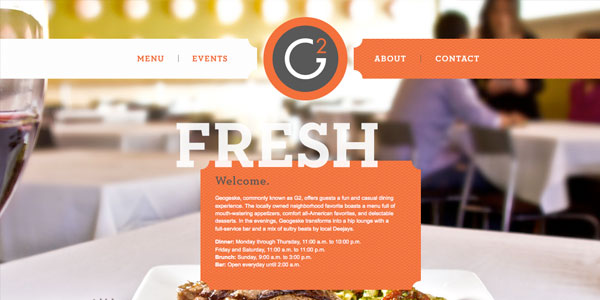 MENU | EVENTS
G2
ABOUT | CONTACT
FRESH
Welcome.
Geogeske, commonly known as G2, offers guests a fun and casual dining
experience. The locally owned neighborhood favorite boasts a menu full of
mouth-watering appetizers, comfort all-American favorites, and delectable
desserts. In the evenings, Geogeske transforms into a hip lounge with a
full-service bar and a mix of sultry beats by local Deejays.
Dinner: Monday through Thursday, 11:00 a.m. to 10:00 p.m.
Friday and Saturday, 11:00 a.m. to 11:00 p.m.
Brunch: Sunday, 9:00 a.m. to 3:00 p.m.
Bar: Open everyday until 2:00 a.m.